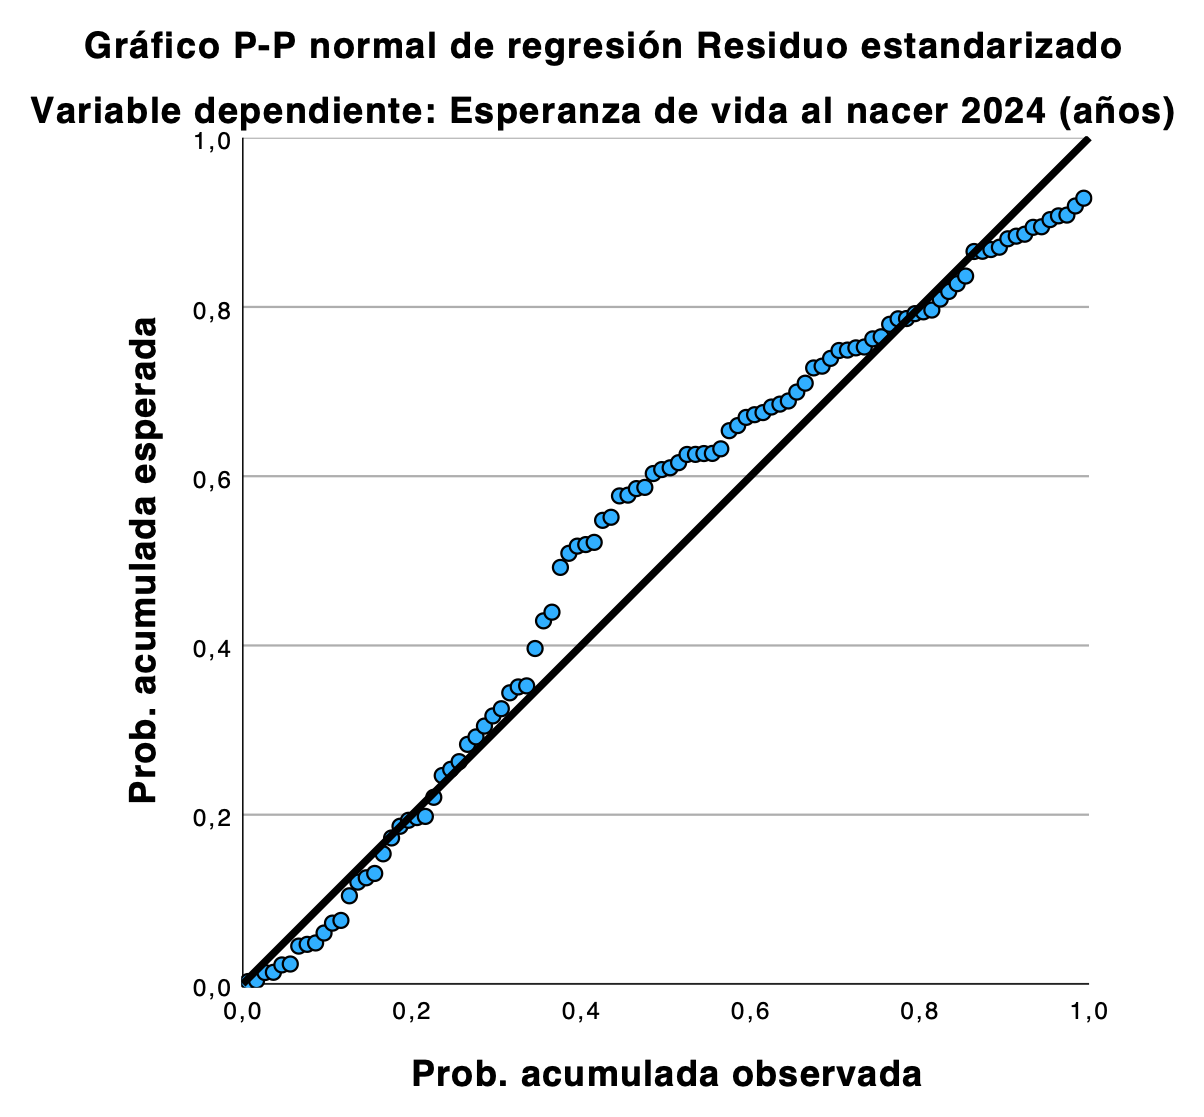 Gráfico P-P normal de regresión Residuo estandarizado
Variable dependiente: Esperanza de vida al nacer 2024 (años)
1,0
0,8
0,6
0,4
0,2
0,0
Prob. acumulada esperada
0,0 0,2 0,4 0,6 0,8 1,0
Prob. acumulada observada